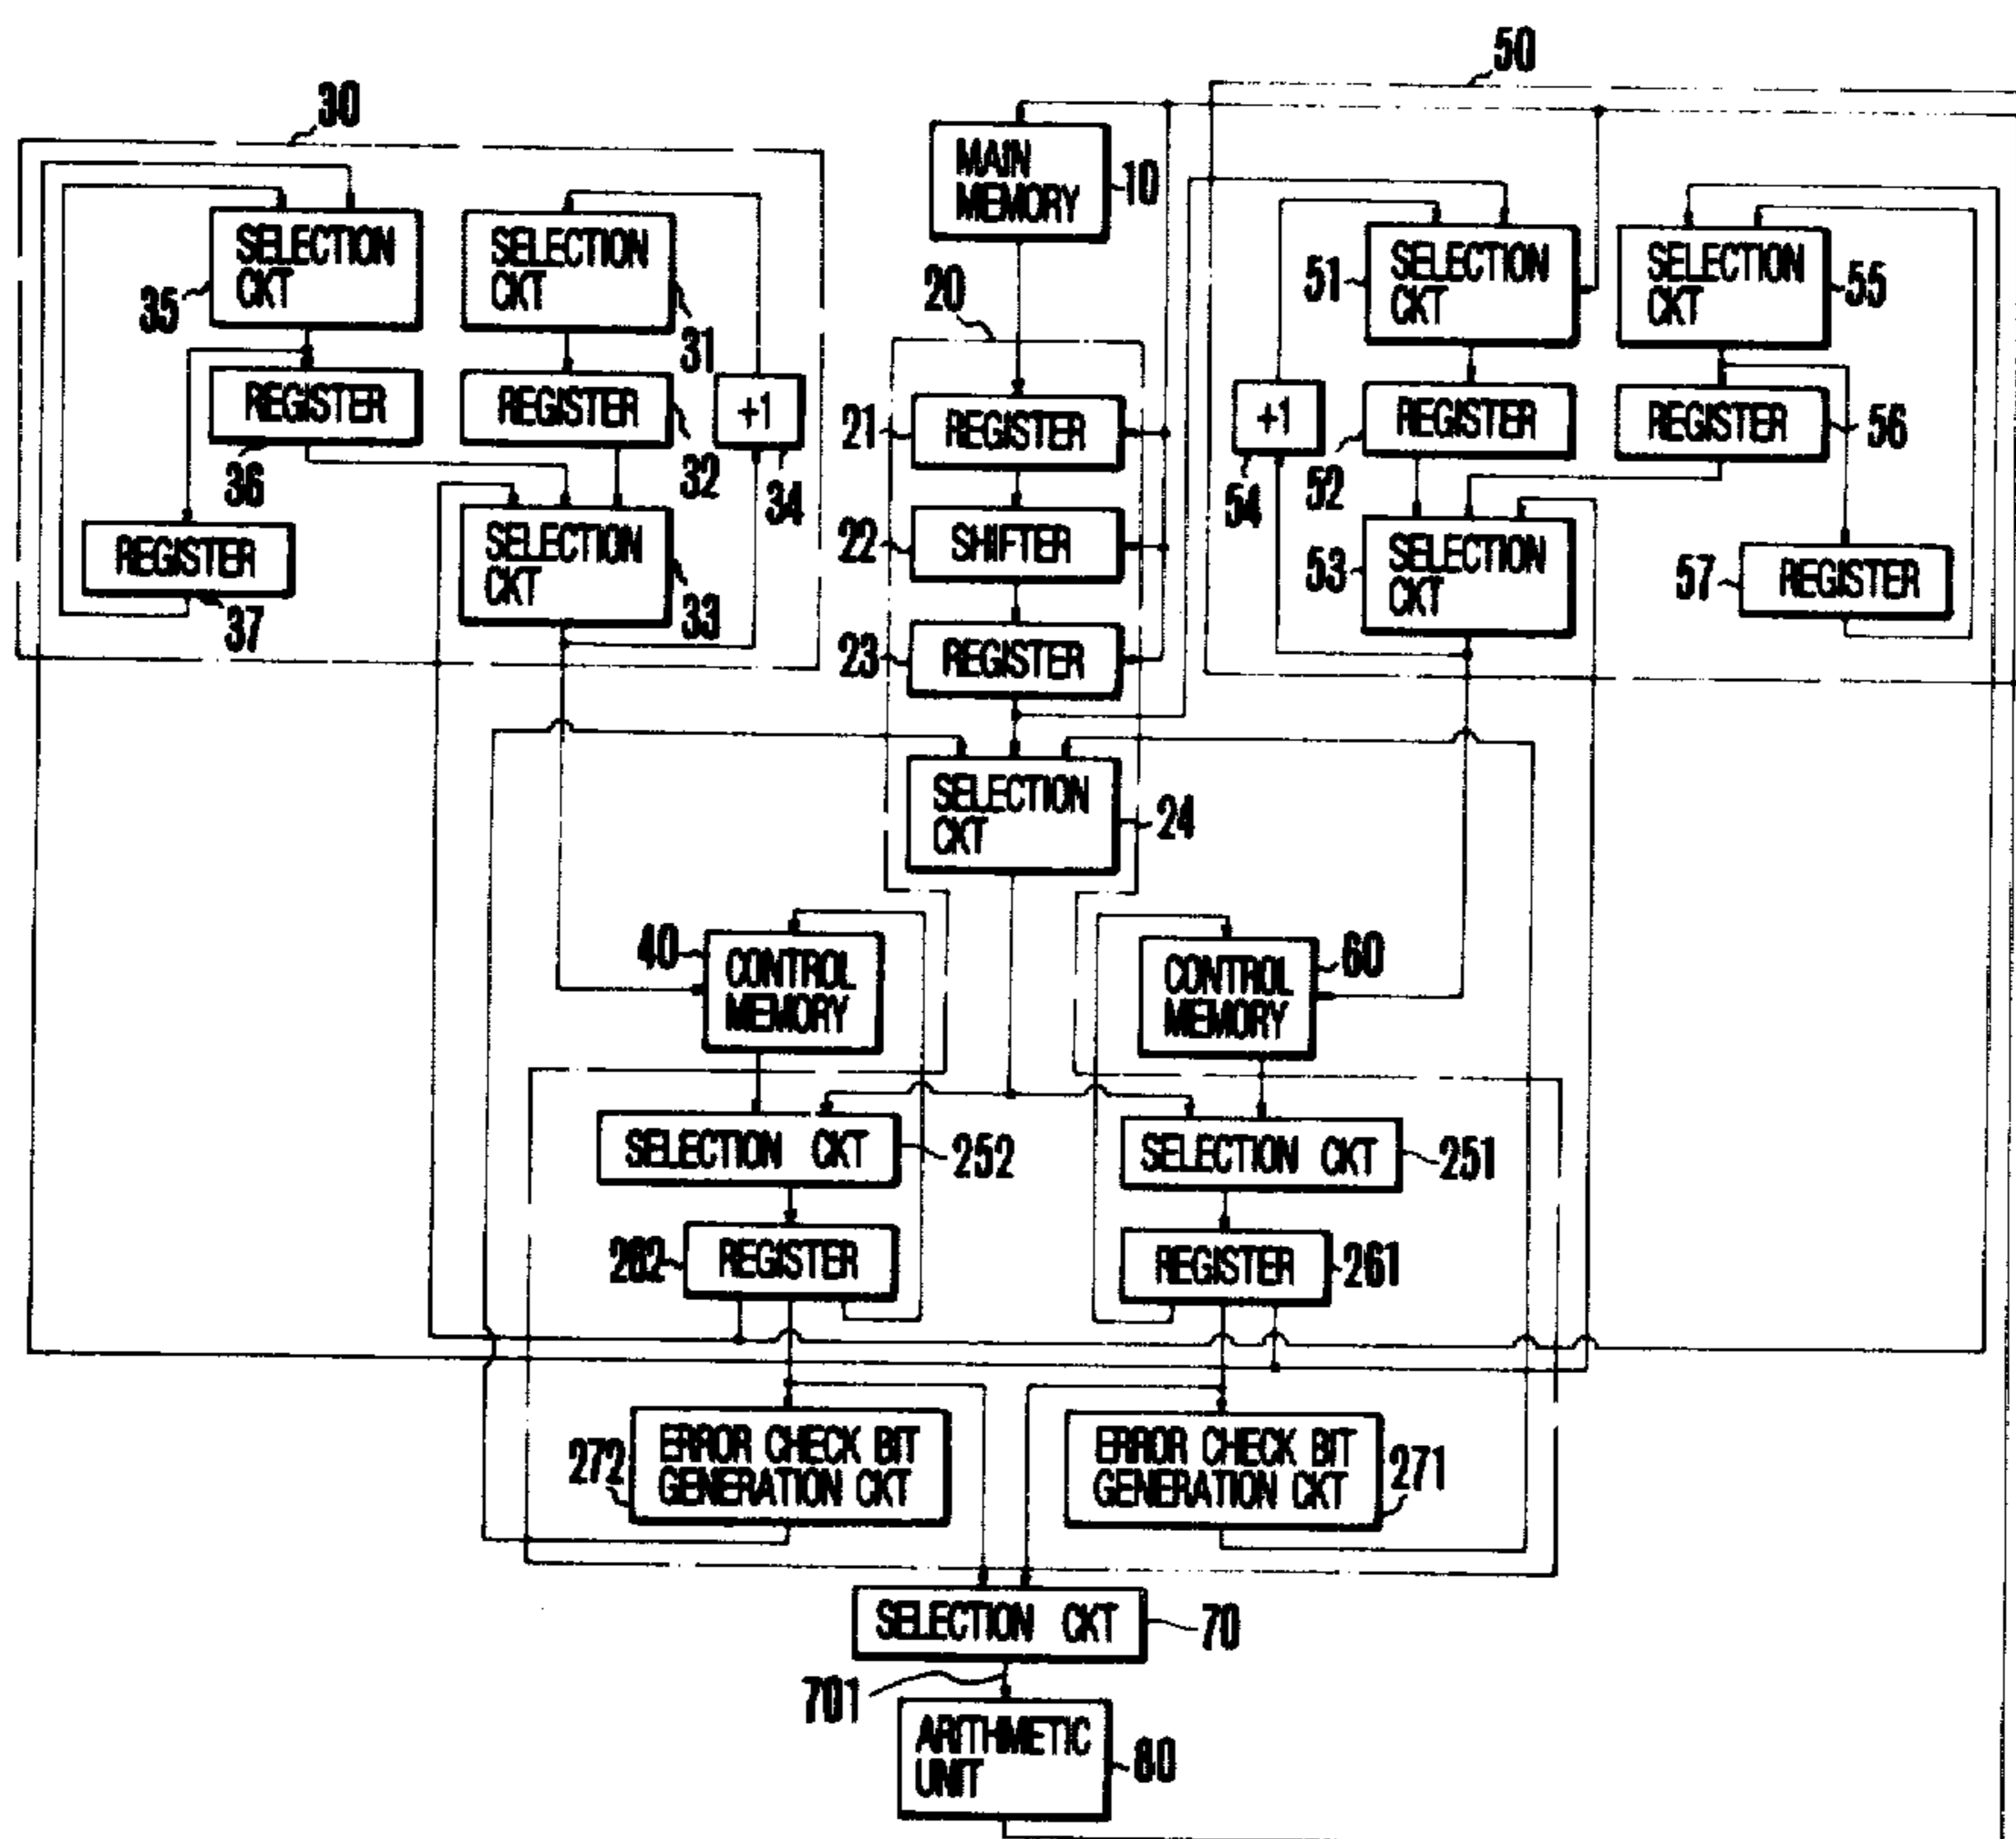 50
30
MAIN
MEMORY
10
SELECTION
CKT
35
SELECTION
CKT
31
SELECTION
CKT
51
SELECTION
CKT
55
20
REGISTER
36
REGISTER
32
+1
34
REGISTER
21
+1
54
REGISTER
52
REGISTER
56
REGISTER
37
SELECTION
CKT
33
SHIFTER
22
SELECTION
CKT
53
REGISTER
57
REGISTER
23
SELECTION
CKT
24
CONTROL
MEMORY
40
CONTROL
MEMORY
60
SELECTION CKT
252
SELECTION CKT
251
REGISTER
262
REGISTER
261
ERROR CHECK BIT
GENERATION CKT
272
ERROR CHECK BIT
GENERATION CKT
271
SELECTION CKT
70
701
ARITHMETIC
UNIT
80